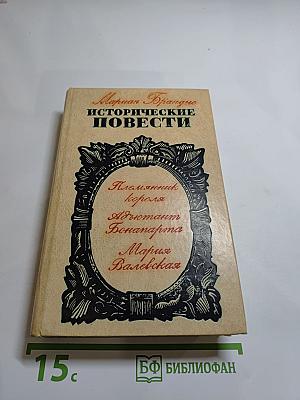 Мариан Брандыс
ИСТОРИЧЕСКИЕ
ПОВЕСТИ
Племянник
короля
Адъютант
Бонапарта
Мария
Валевская
15с
БФ БИБЛИОФАН